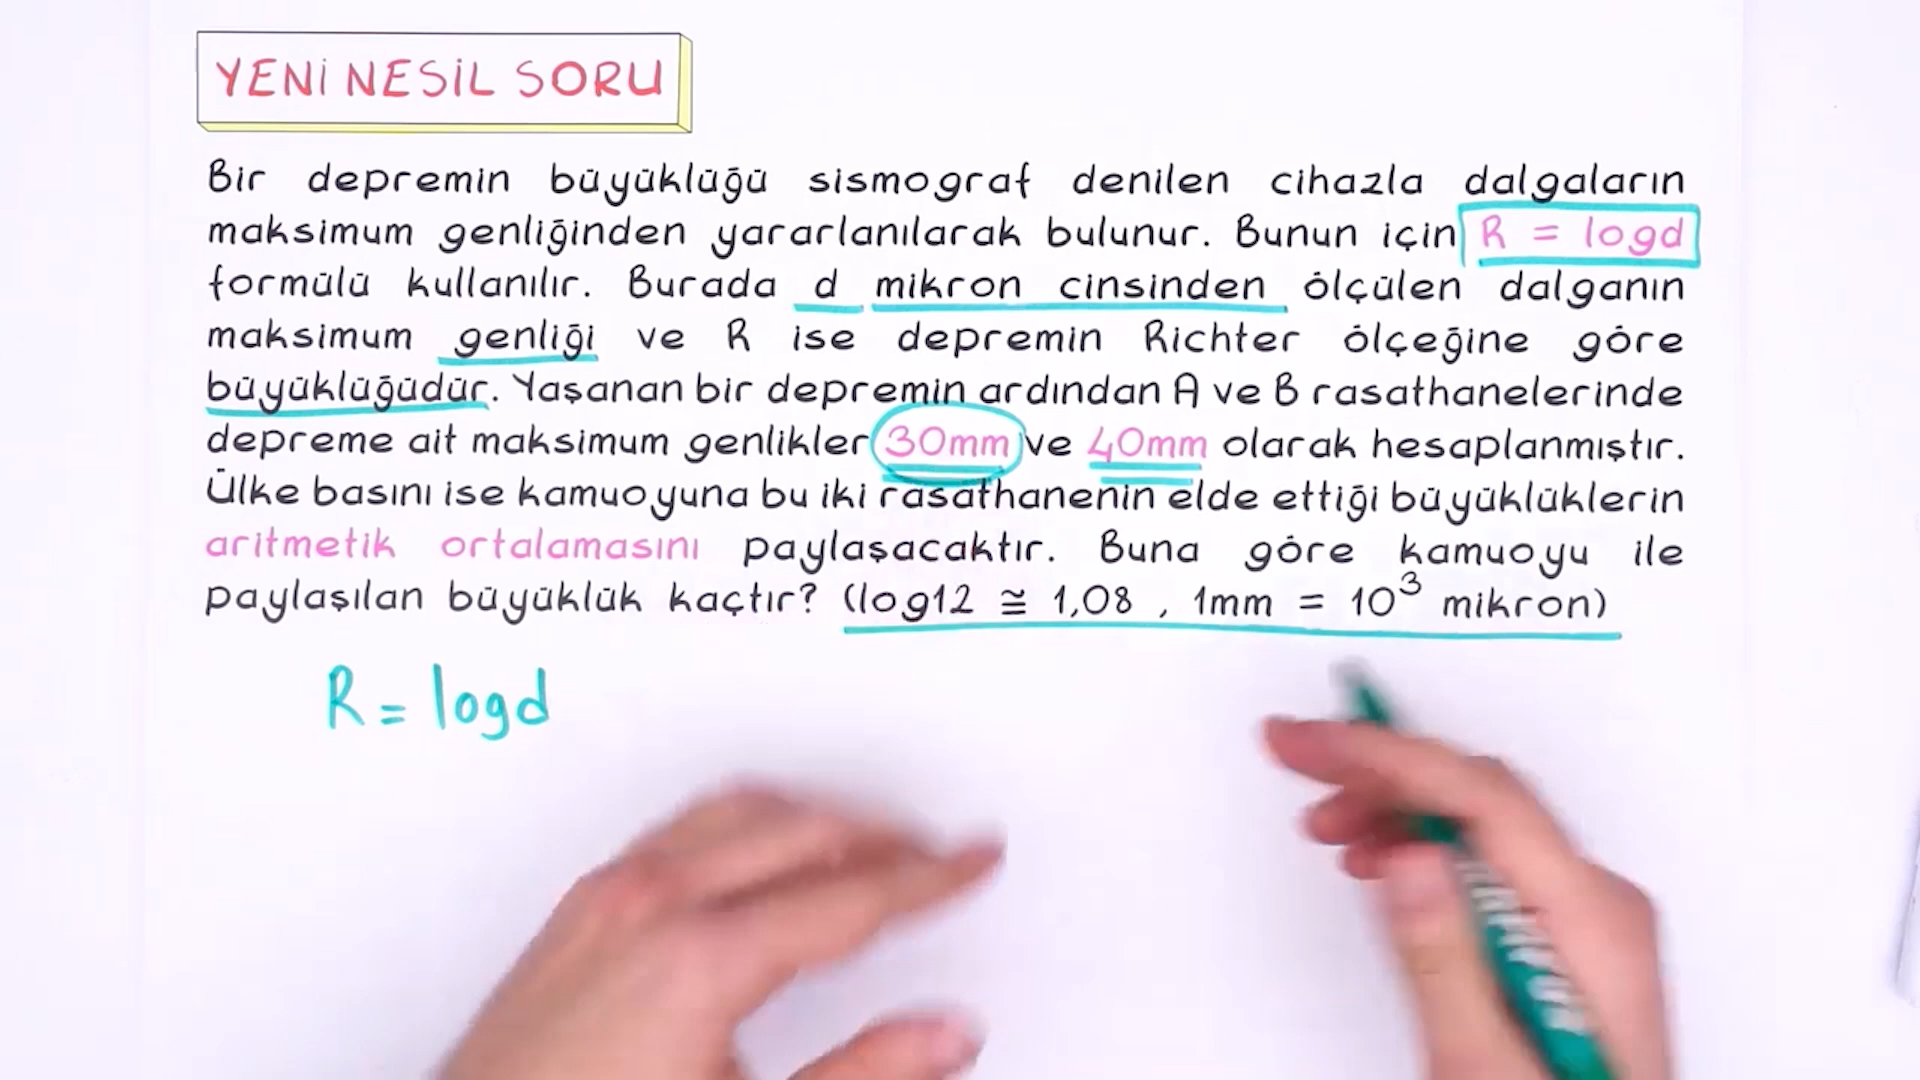 YENİ NESİL SORU
Bir depremin büyüklüğü sismograf denilen cihazla dalgaların
maksimum genliğinden yararlanılarak bulunur. Bunun için R = logd
formülü kullanılır. Burada d mikron cinsinden ölçülen dalganın
maksimum genliği ve R ise depremin Richter ölçeğine göre
büyüklüğüdür. Yaşanan bir depremin ardından A ve B rasathanelerinde
depreme ait maksimum genlikler 30mm ve 40mm olarak hesaplanmıştır.
Ülke basını ise kamuoyuna bu iki rasathanenin elde ettiği büyüklüklerin
aritmetik ortalamasını paylaşacaktır. Buna göre kamuoyu ile
paylaşılan büyüklük kaçtır? (log12 ≅ 1,08 , 1mm = 10³ mikron)
R = logd